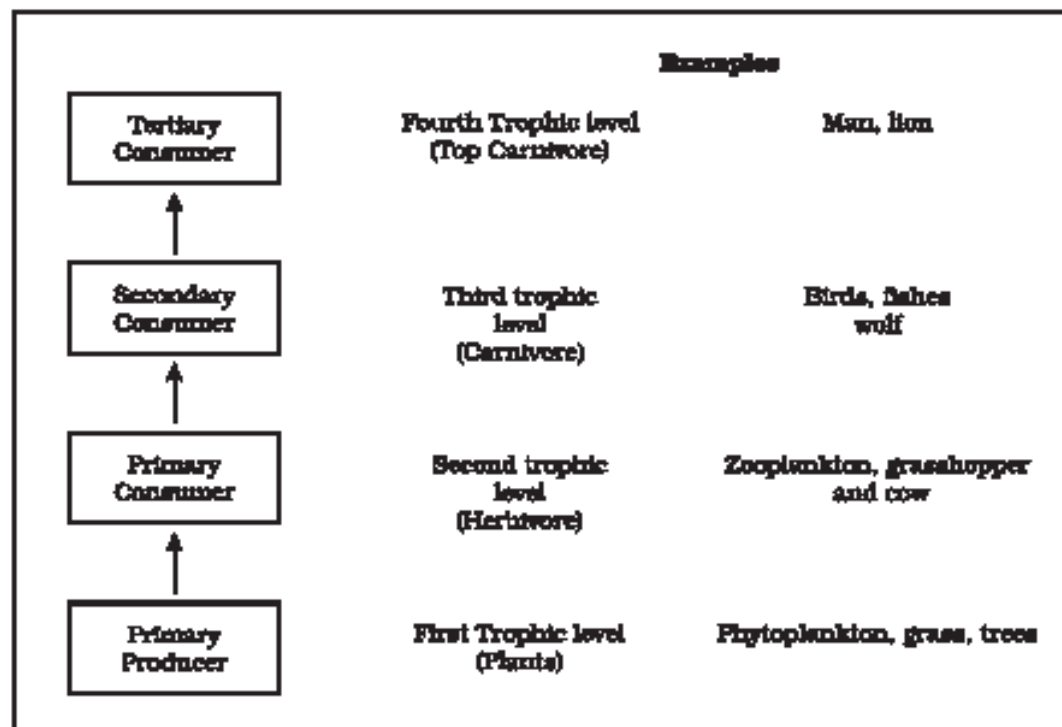 Examples
Tertiary
Consumer
Fourth Trophic level
(Top Carnivore)
Man, lion
Secondary
Consumer
Third trophic
level
(Carnivore)
Birds, fishes
wolf
Primary
Consumer
Second trophic
level
(Herbivore)
Zooplankton, grasshopper
and cow
Primary
Producer
First Trophic level
(Plants)
Phytoplankton, grass, trees